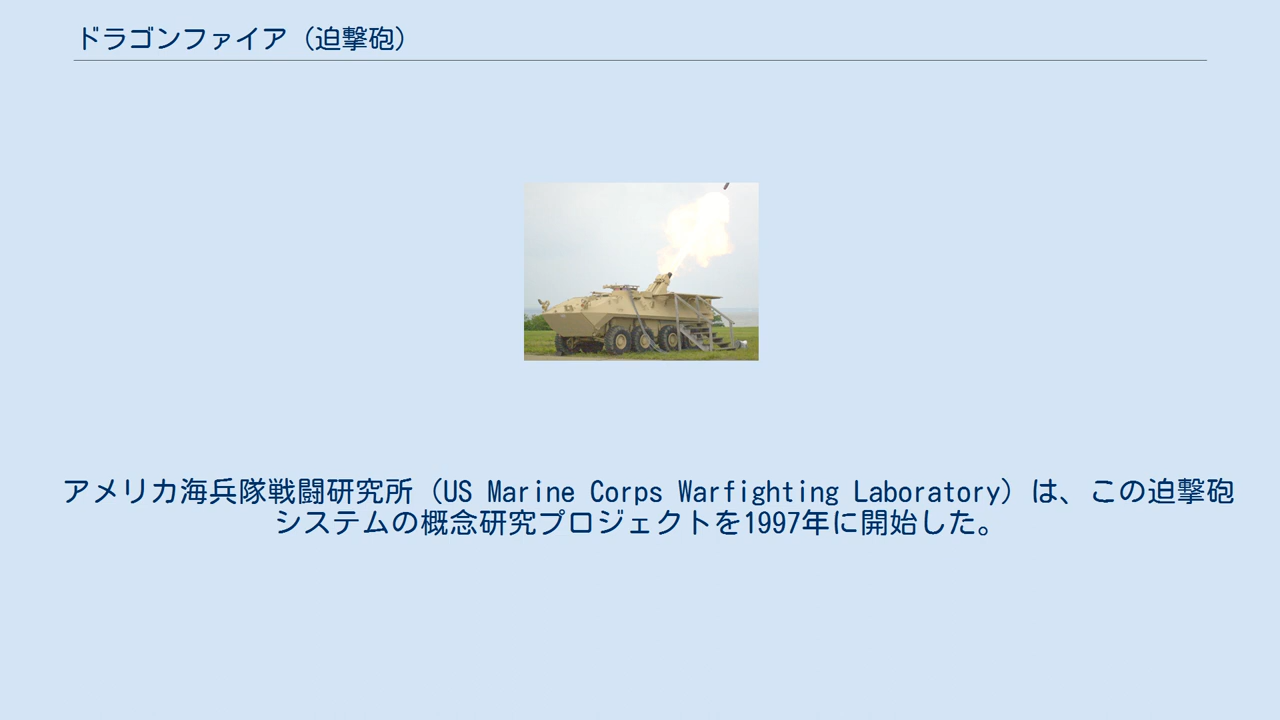 ドラゴンファイア（迫撃砲）
アメリカ海兵隊戦闘研究所（US Marine Corps Warfighting Laboratory）は、この迫撃砲
システムの概念研究プロジェクトを1997年に開始した。